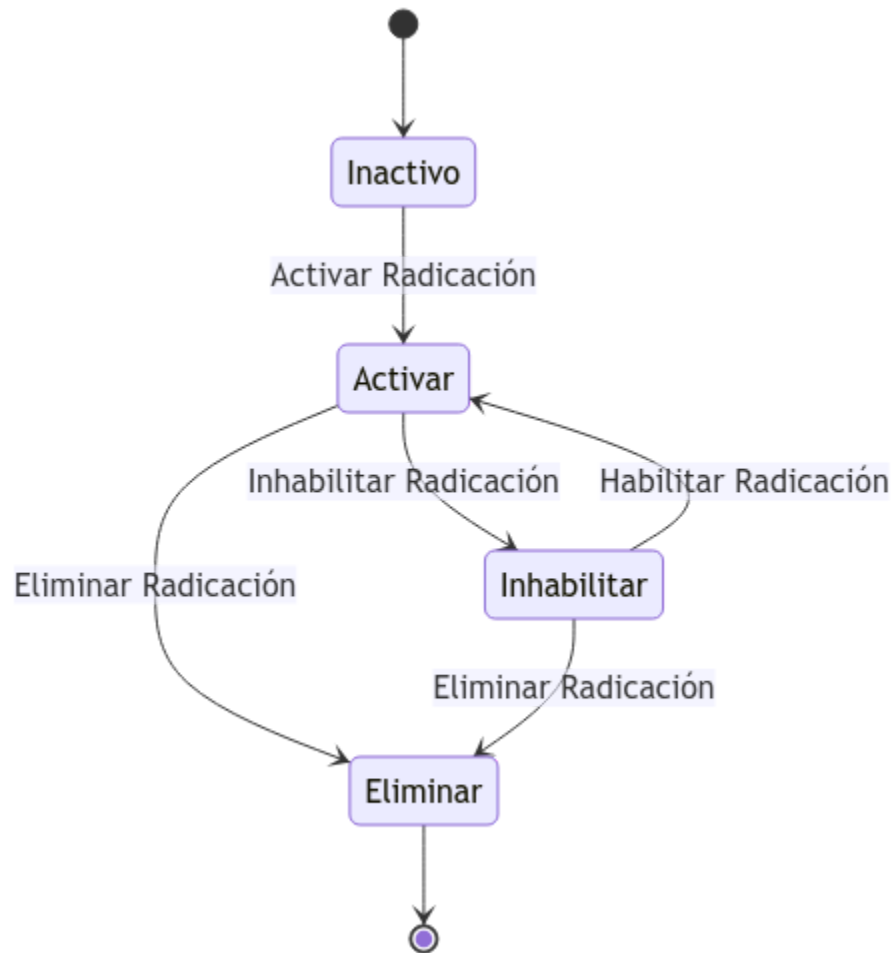 Inactivo
Activar Radicación
Activar
Inhabilitar Radicación
Habilitar Radicación
Eliminar Radicación
Inhabilitar
Eliminar Radicación
Eliminar